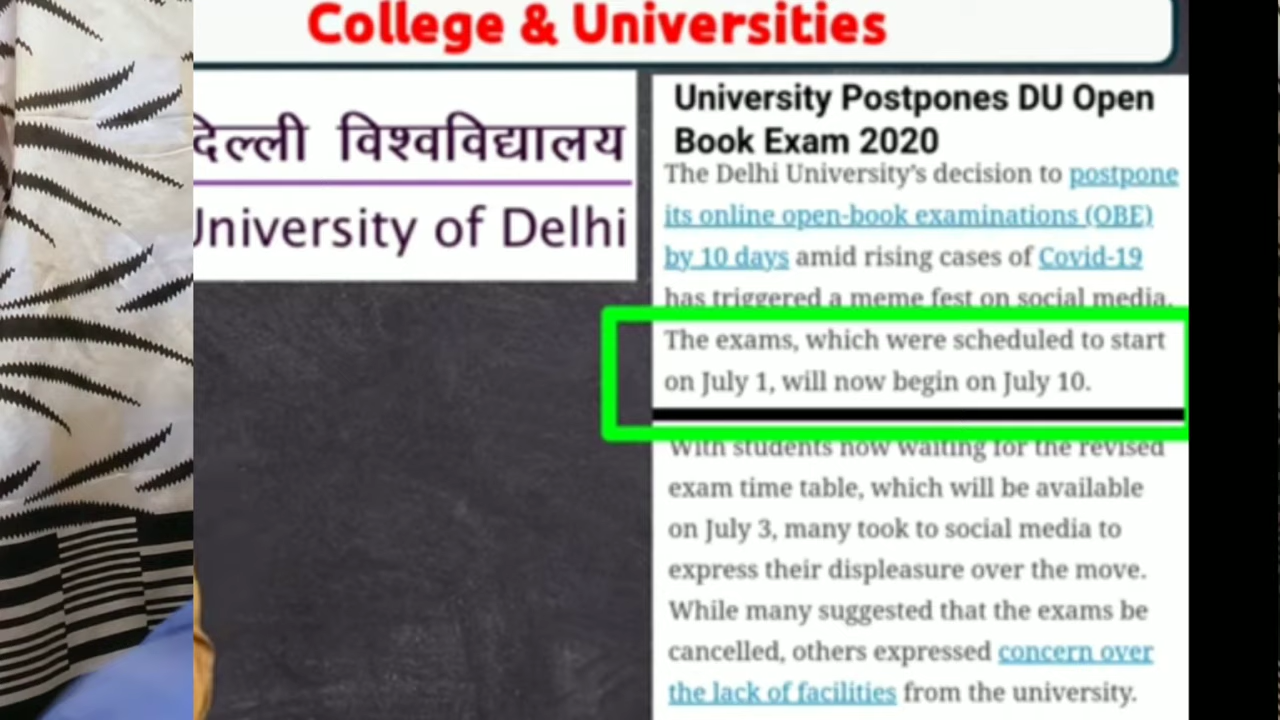 College & Universities
दिल्ली विश्वविद्यालय
University of Delhi
University Postpones DU Open
Book Exam 2020
The Delhi University's decision to postpone
its online open-book examinations (OBE)
by 10 days amid rising cases of Covid-19
has triggered a meme fest on social media.
The exams, which were scheduled to start
on July 1, will now begin on July 10.
With students now waiting for the revised
exam time table, which will be available
on July 3, many took to social media to
express their displeasure over the move.
While many suggested that the exams be
cancelled, others expressed concern over
the lack of facilities from the university.